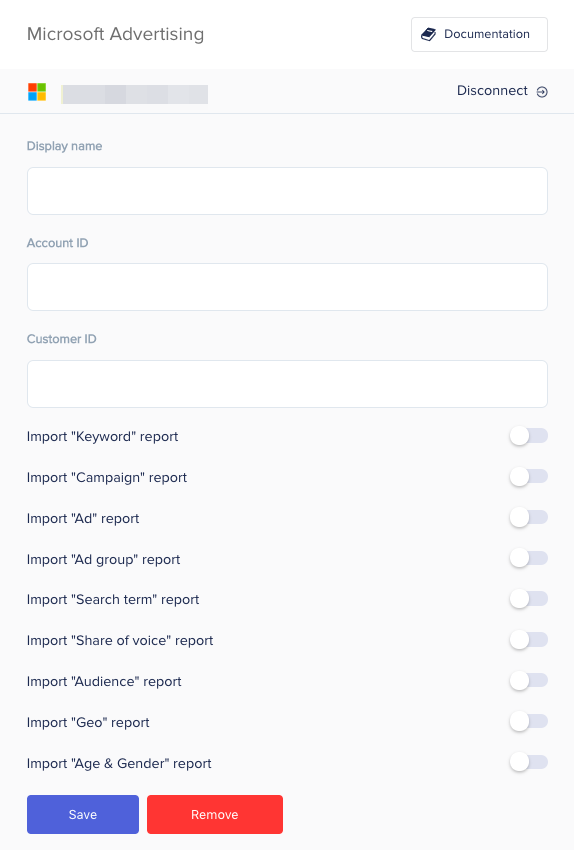 Microsoft Advertising
Documentation
Disconnect
Display name
Account ID
Customer ID
Import "Keyword" report
Import "Campaign" report
Import "Ad" report
Import "Ad group" report
Import "Search term" report
Import "Share of voice" report
Import "Audience" report
Import "Geo" report
Import "Age & Gender" report
Save
Remove